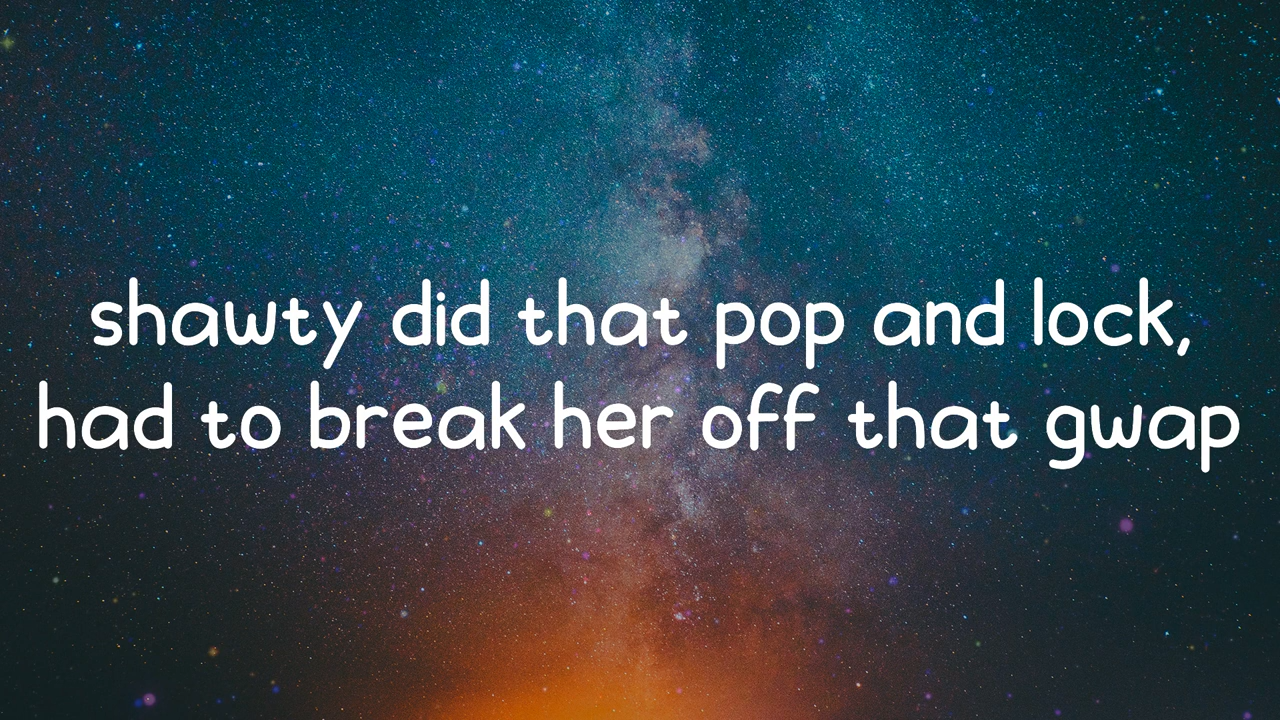 shawty did that pop and lock,
had to break her off that gwap